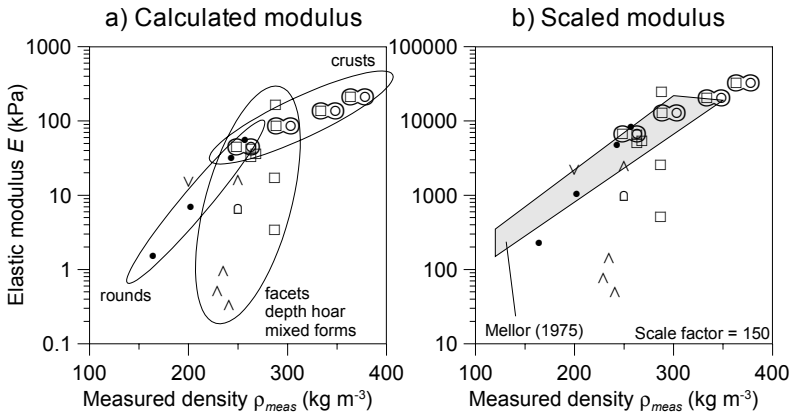 a) Calculated modulus
b) Scaled modulus
Elastic modulus E (kPa)
1000
100
10
1
0.1
crusts
rounds
facets
depth hoar
mixed forms
100
200
300
400
Measured density ρmeas (kg m-3)
100000
10000
1000
100
10
Mellor (1975)
Scale factor = 150
100
200
300
400
Measured density ρmeas (kg m-3)